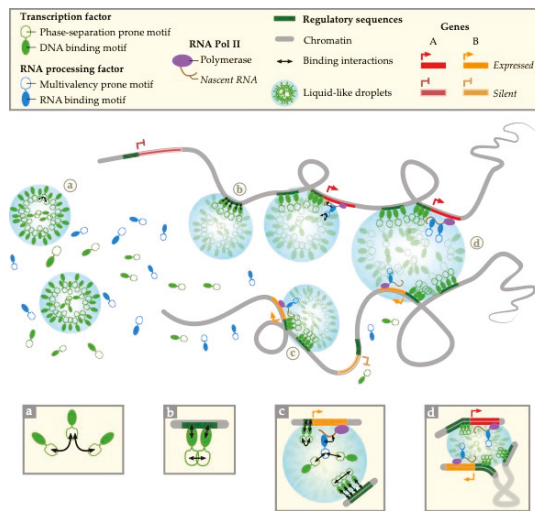 Transcription factor
Phase-separation prone motif
DNA binding motif
RNA processing factor
Multivalency prone motif
RNA binding motif
RNA Pol II
Polymerase
Nascent RNA
Regulatory sequences
Chromatin
Binding interactions
Liquid-like droplets
Genes
A B
Expressed
Silent
a
b
c
d
a
b
c
d